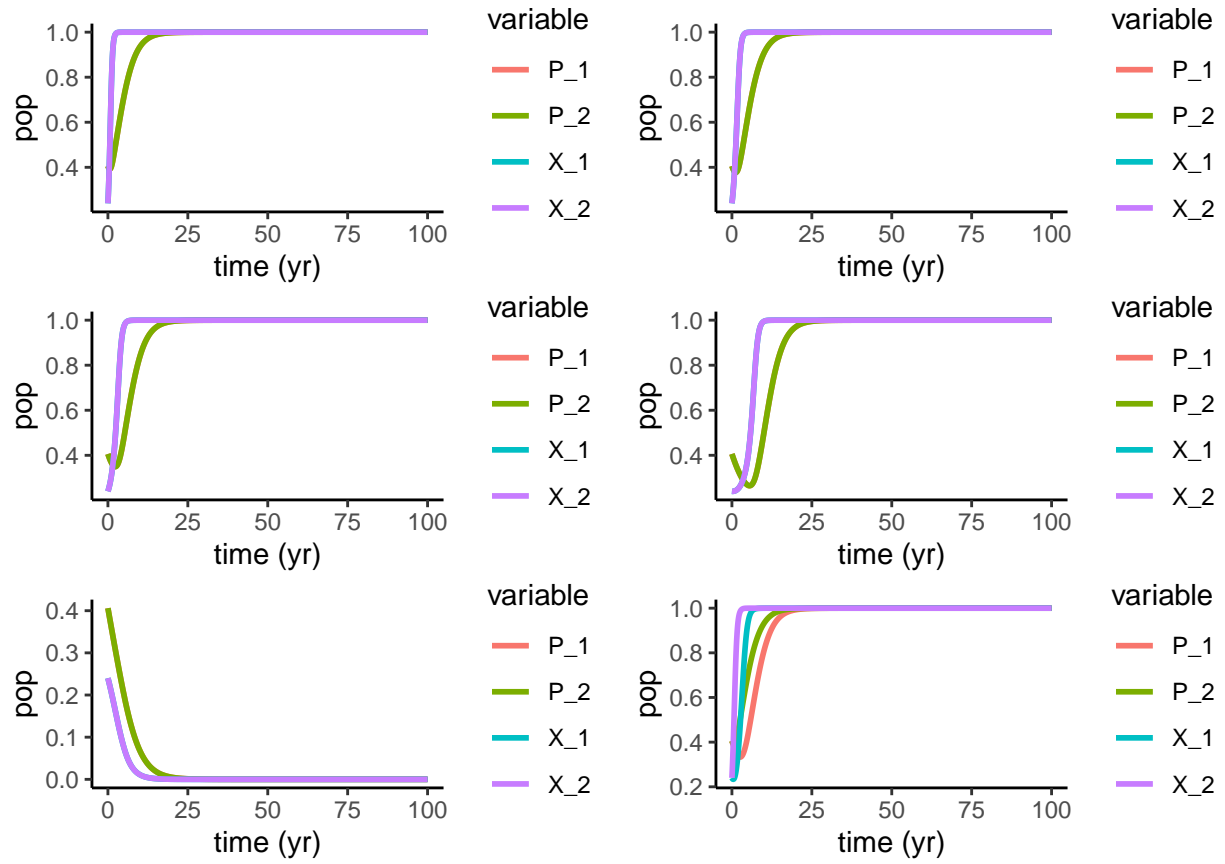 variable
1.0
0.8
0.6
0.4
pop
P_1
P_2
X_1
X_2
0 25 50 75 100
time (yr)
variable
1.0
0.8
0.6
0.4
pop
P_1
P_2
X_1
X_2
0 25 50 75 100
time (yr)
variable
1.0
0.8
0.6
0.4
pop
P_1
P_2
X_1
X_2
0 25 50 75 100
time (yr)
variable
1.0
0.8
0.6
0.4
pop
P_1
P_2
X_1
X_2
0 25 50 75 100
time (yr)
variable
0.4
0.3
0.2
0.1
0.0
pop
P_1
P_2
X_1
X_2
0 25 50 75 100
time (yr)
variable
1.0
0.8
0.6
0.4
0.2
pop
P_1
P_2
X_1
X_2
0 25 50 75 100
time (yr)